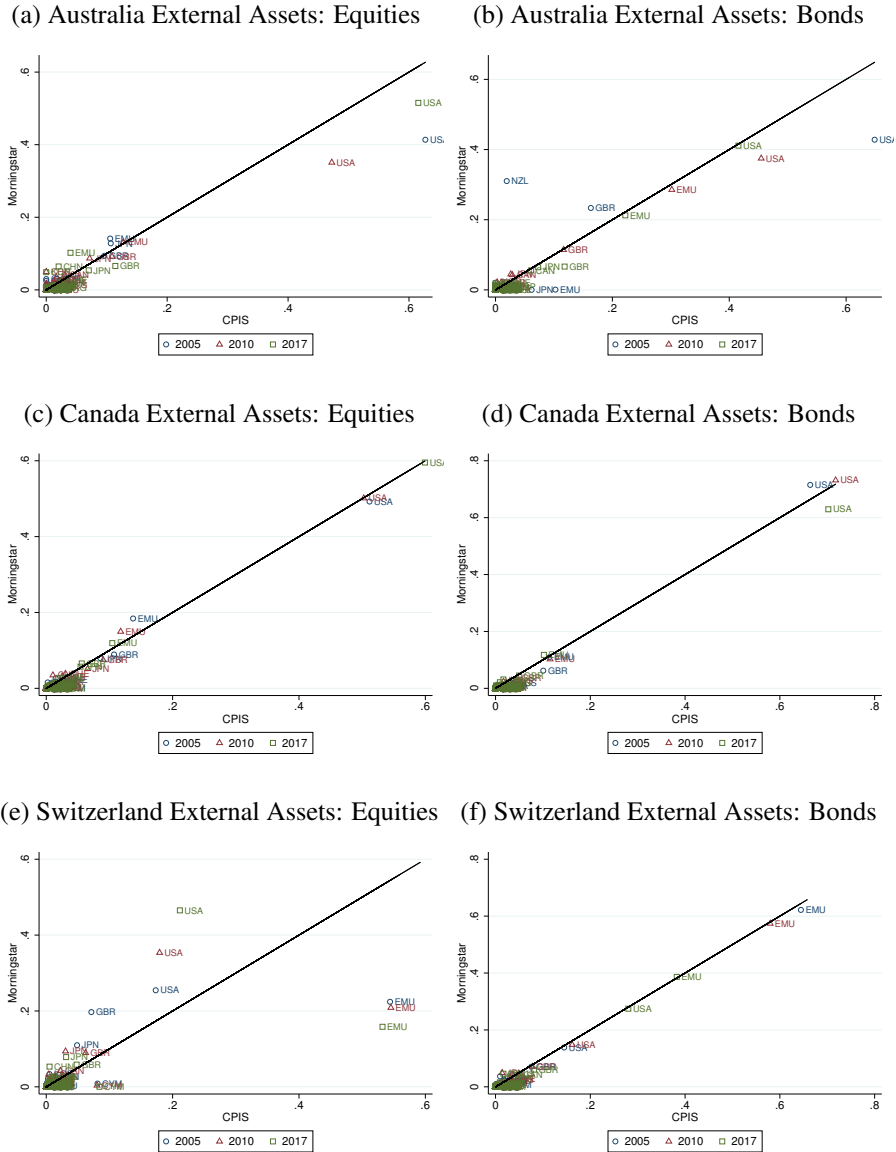 (a) Australia External Assets: Equities
Morningstar
.6
.4
.2
0
0
.2
.4
.6
CPIS
USA
USA
EMU
EMU
EMU
CHN
JPN
GBR
GBR
2005 2010 2017
(b) Australia External Assets: Bonds
Morningstar
.6
.4
.2
0
0
.2
.4
.6
CPIS
USA
USA
NZL
GBR
EMU
EMU
GBR
JPN
GBR
CAN
JPN
EMU
2005 2010 2017
(c) Canada External Assets: Equities
Morningstar
.6
.4
.2
0
0
.2
.4
.6
CPIS
USA
USA
EMU
EMU
EMU
GBR
GBR
JPN
2005 2010 2017
(d) Canada External Assets: Bonds
Morningstar
.8
.6
.4
.2
0
0
.2
.4
.6
.8
CPIS
USA
USA
USA
EMU
GBR
GBR
2005 2010 2017
(e) Switzerland External Assets: Equities
Morningstar
.6
.4
.2
0
0
.2
.4
.6
CPIS
USA
USA
USA
GBR
EMU
EMU
EMU
JPN
JPN
GBR
JPN
GBR
CHN
CYM
2005 2010 2017
(f) Switzerland External Assets: Bonds
Morningstar
.8
.6
.4
.2
0
0
.2
.4
.6
.8
CPIS
EMU
EMU
EMU
USA
USA
USA
GBR
GBR
2005 2010 2017